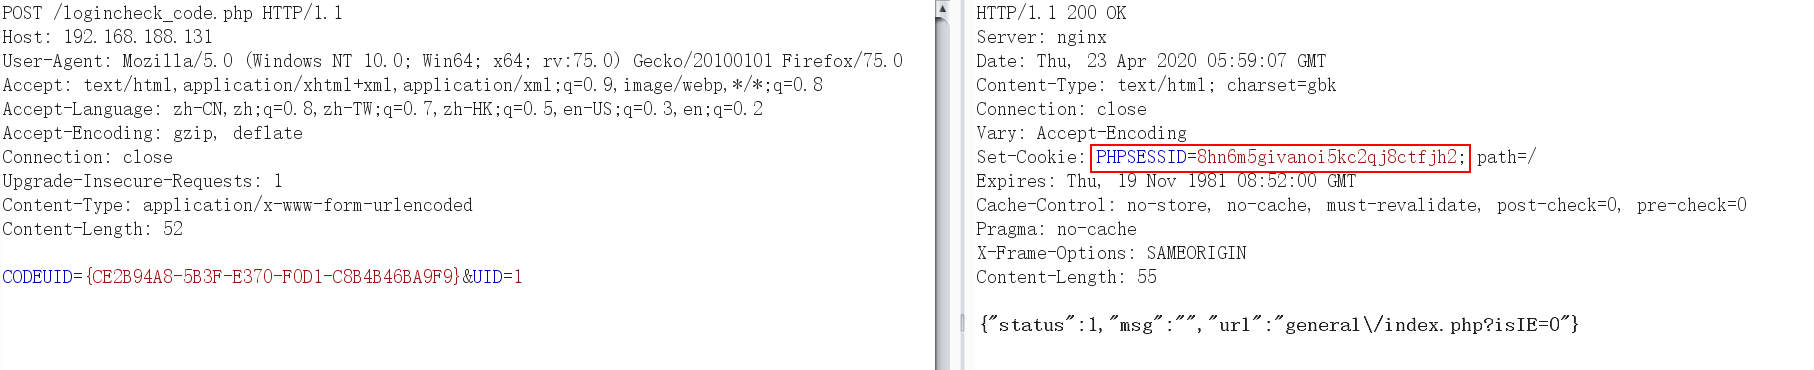 POST /logincheck_code.php HTTP/1.1
Host: 192.168.188.131
User-Agent: Mozilla/5.0 (Windows NT 10.0; Win64; x64; rv:75.0) Gecko/20100101 Firefox/75.0
Accept: text/html,application/xhtml+xml,application/xml;q=0.9,image/webp,*/*;q=0.8
Accept-Language: zh-CN,zh;q=0.8,zh-TW;q=0.7,zh-HK;q=0.5,en-US;q=0.3,en;q=0.2
Accept-Encoding: gzip, deflate
Connection: close
Upgrade-Insecure-Requests: 1
Content-Type: application/x-www-form-urlencoded
Content-Length: 52
CODEUID={CE2B94A8-5B3F-E370-F0D1-C8B4B46BA9F9}&UID=1
HTTP/1.1 200 OK
Server: nginx
Date: Thu, 23 Apr 2020 05:59:07 GMT
Content-Type: text/html; charset=gbk
Connection: close
Vary: Accept-Encoding
Set-Cookie: PHPSESSID=8hn6m5givanoi5kc2qj8ctfjh2; path=/
Expires: Thu, 19 Nov 1981 08:52:00 GMT
Cache-Control: no-store, no-cache, must-revalidate, post-check=0, pre-check=0
Pragma: no-cache
X-Frame-Options: SAMEORIGIN
Content-Length: 55
{"status":1,"msg":"","url":"general\/index.php?isIE=0"}